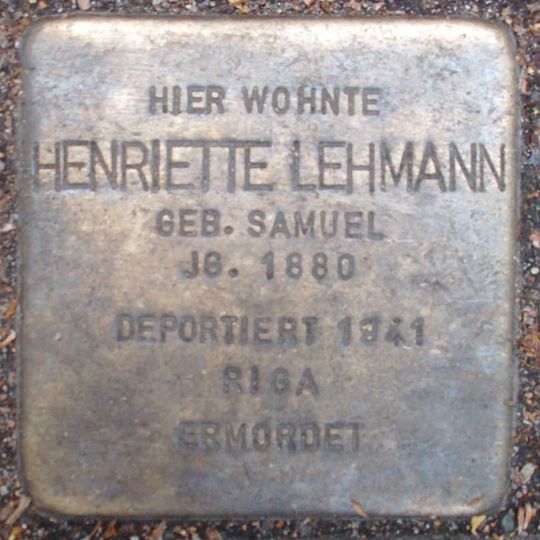 HIER WOHNTE
HENRIETTE LEHMANN
GEB. SAMUEL
JG. 1880
DEPORTIERT 1941
RIGA
ERMORDET